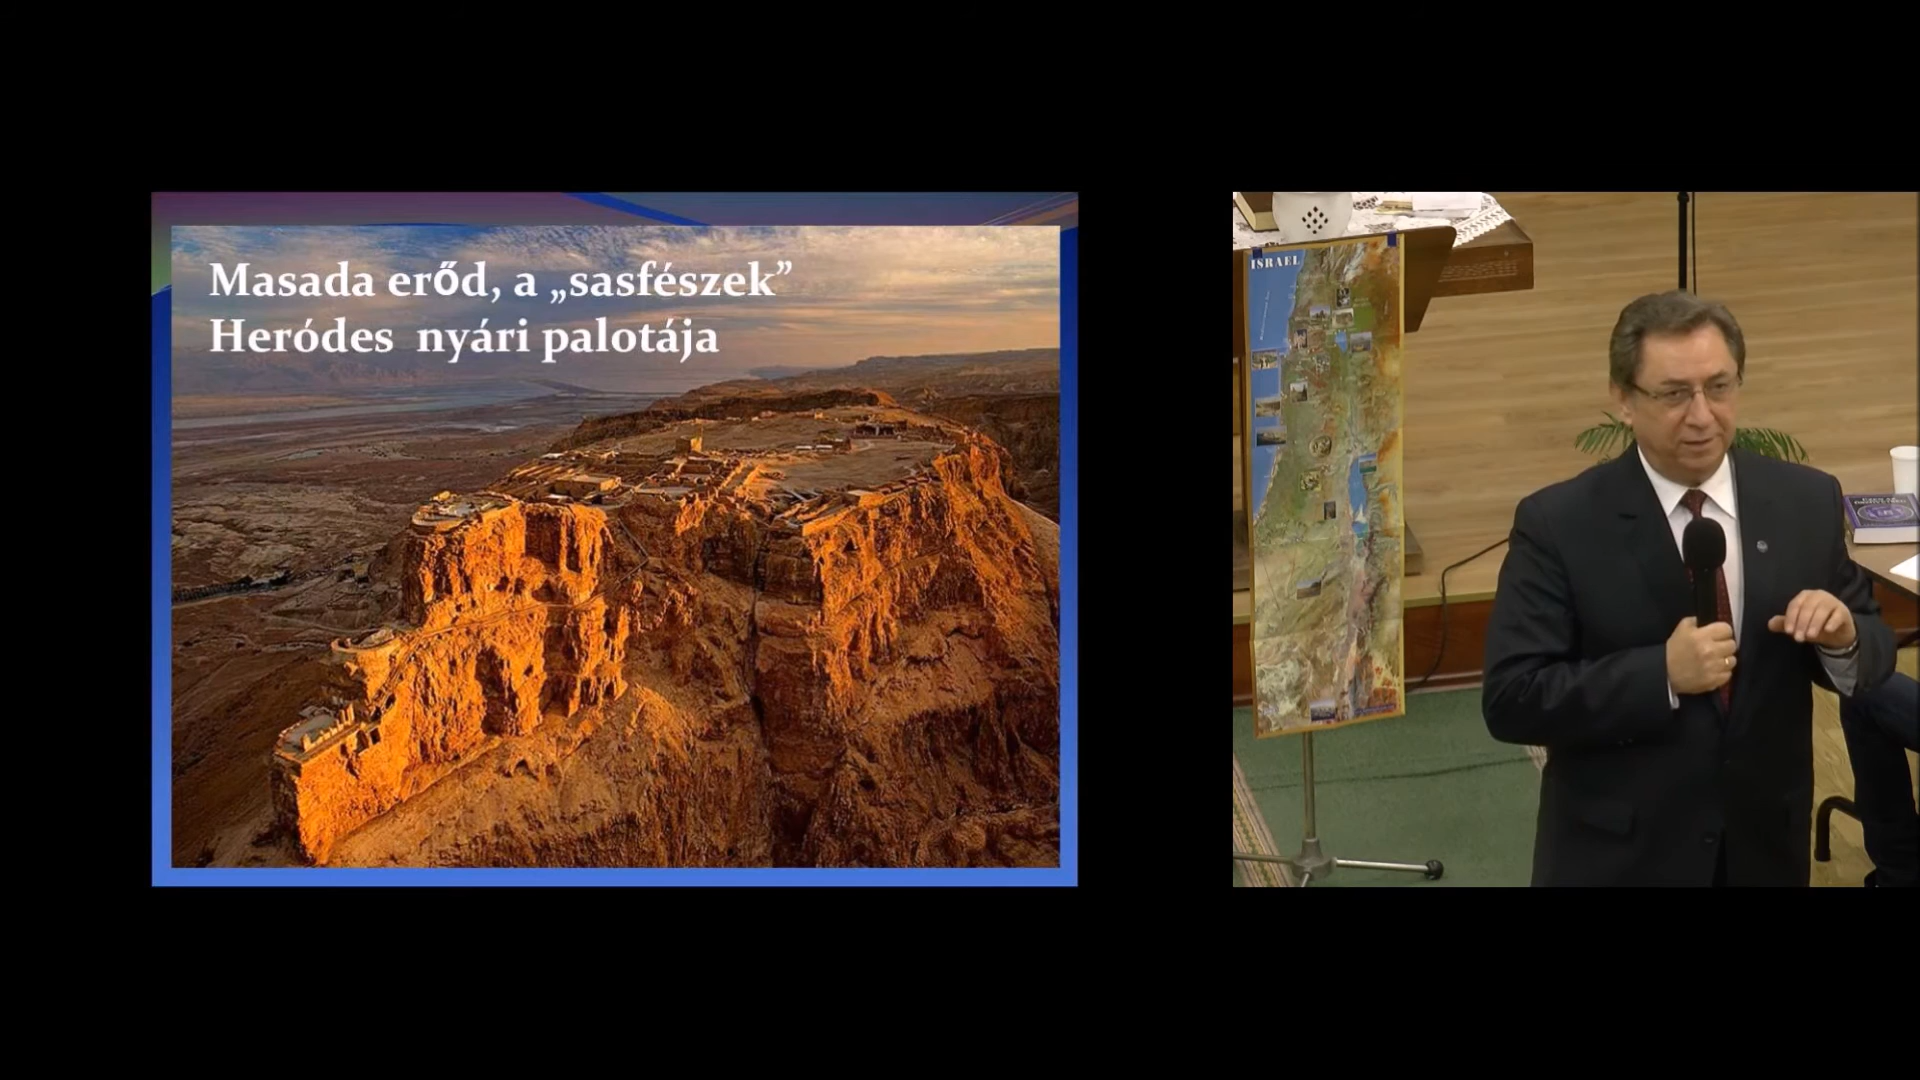 Masada erőd, a „sasfészek”
Heródes nyári palotája
ISRAEL